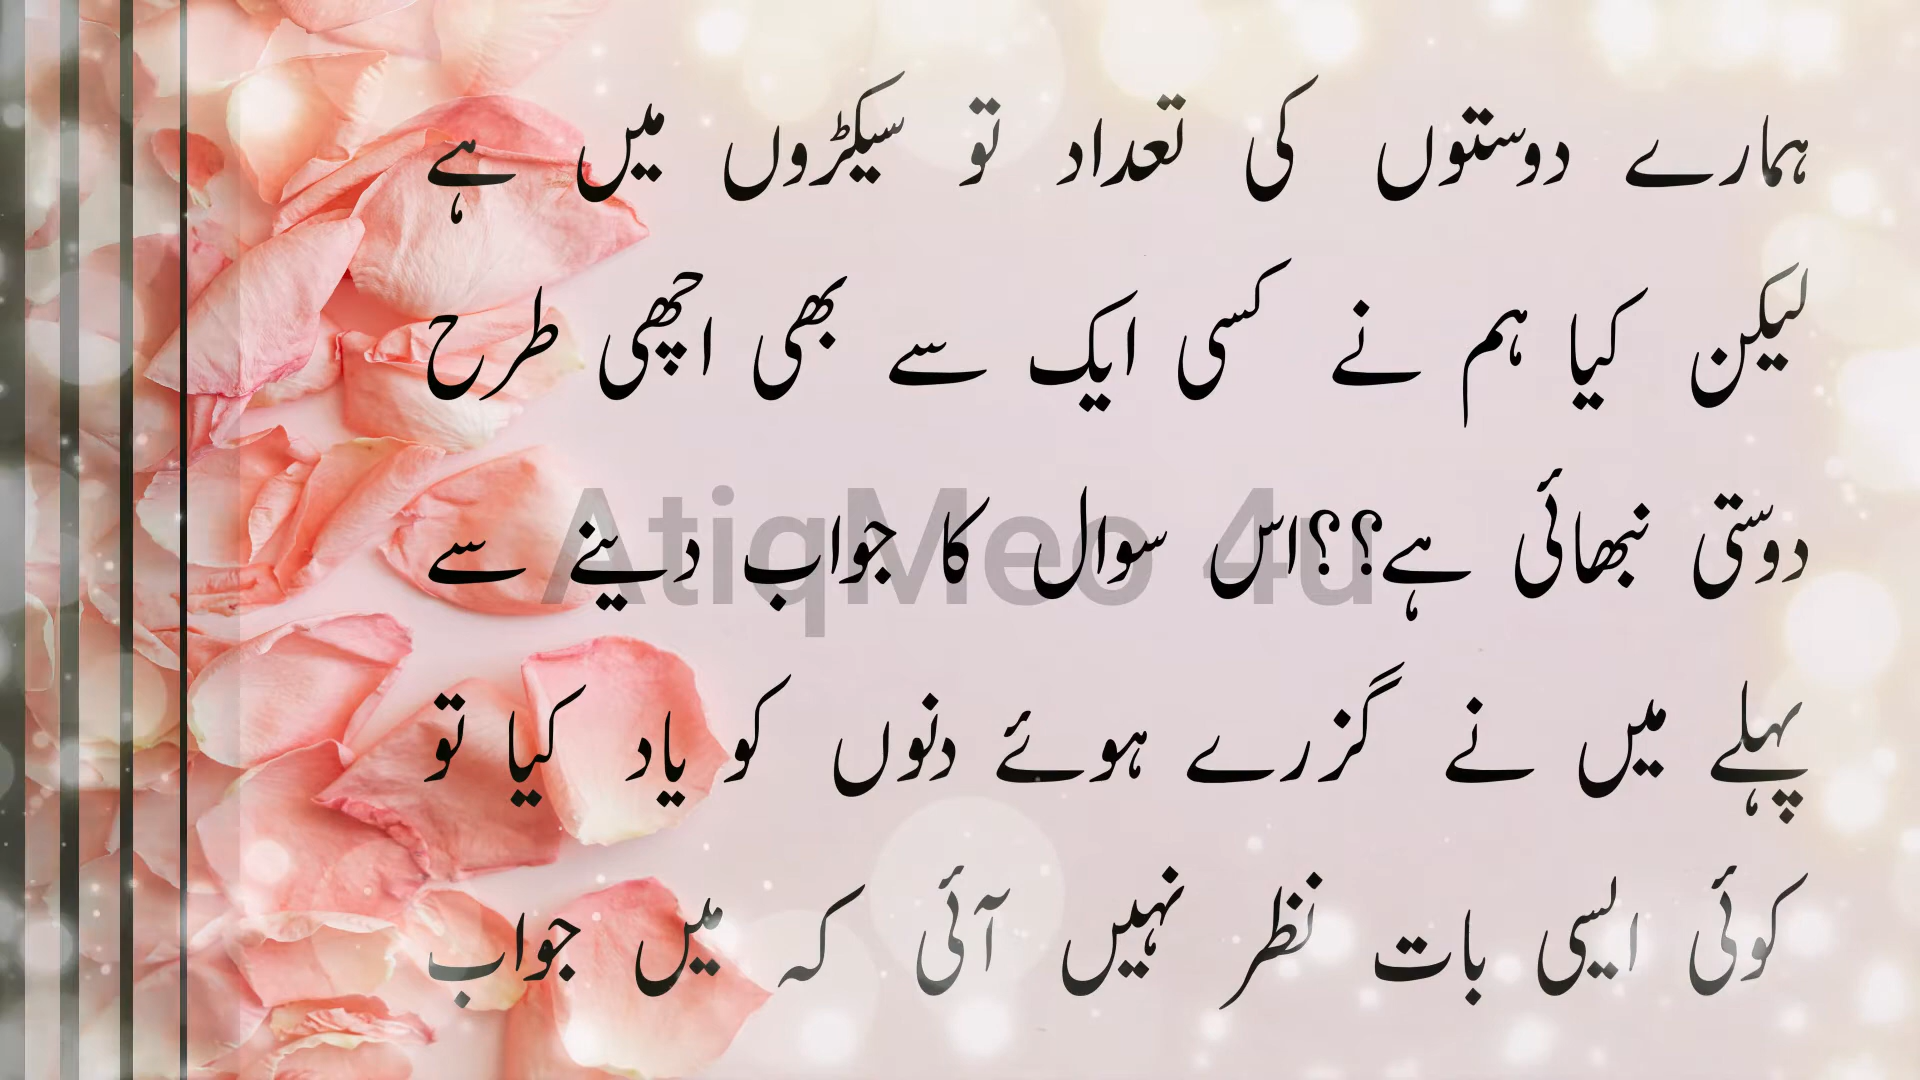 ہمارے دوستوں کی تعداد تو سیکڑوں میں ہے
لیکن کیا ہم نے کسی ایک سے بھی اچھی طرح
دوستی نبھائی ہے؟؟اس سوال کا جواب دینے سے
AtiqMeo 4u
پہلے میں نے گزرے ہوئے دنوں کو یاد کیا تو
کوئی ایسی بات نظر نہیں آئی کہ میں جواب